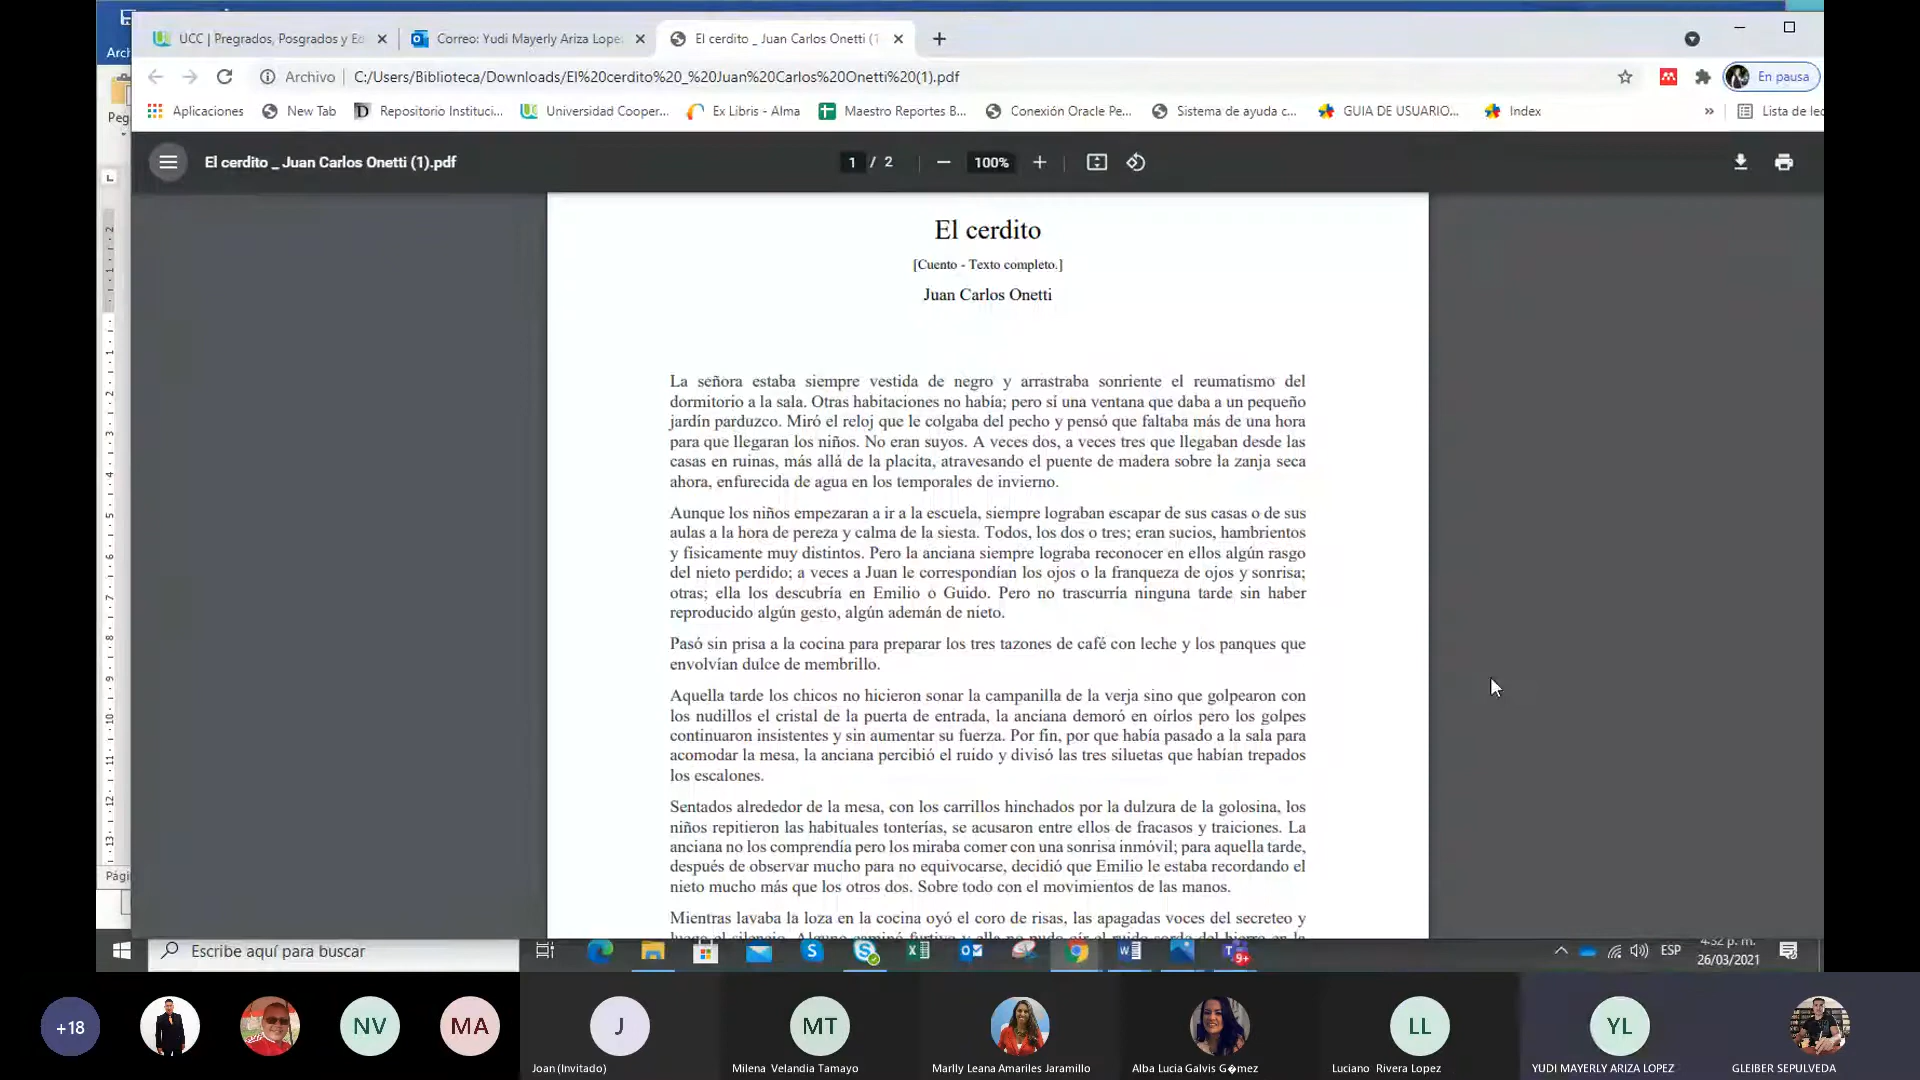 Arch
UCC | Pregrados, Posgrados y Ed
Correo: Yudi Mayerly Ariza Lope
El cerdito _ Juan Carlos Onetti (1
Archivo
C:/Users/Biblioteca/Downloads/El%20cerdito%20_%20Juan%20Carlos%20Onetti%20(1).pdf
En pausa
Peg
Aplicaciones
New Tab
Repositorio Instituci...
Universidad Cooper...
Ex Libris - Alma
Maestro Reportes B...
Conexión Oracle Pe...
Sistema de ayuda c...
GUIA DE USUARIO...
Index
»
Lista de lec
El cerdito _ Juan Carlos Onetti (1).pdf
1 / 2
100%
El cerdito
[Cuento - Texto completo.]
Juan Carlos Onetti
La señora estaba siempre vestida de negro y arrastraba sonriente el reumatismo del
dormitorio a la sala. Otras habitaciones no había; pero sí una ventana que daba a un pequeño
jardín parduzco. Miró el reloj que le colgaba del pecho y pensó que faltaba más de una hora
para que llegaran los niños. No eran suyos. A veces dos, a veces tres que llegaban desde las
casas en ruinas, más allá de la placita, atravesando el puente de madera sobre la zanja seca
ahora, enfurecida de agua en los temporales de invierno.
Aunque los niños empezaran a ir a la escuela, siempre lograban escapar de sus casas o de sus
aulas a la hora de pereza y calma de la siesta. Todos, los dos o tres; eran sucios, hambrientos
y físicamente muy distintos. Pero la anciana siempre lograba reconocer en ellos algún rasgo
del nieto perdido; a veces a Juan le correspondían los ojos o la franqueza de ojos y sonrisa;
otras; ella los descubría en Emilio o Guido. Pero no trascurría ninguna tarde sin haber
reproducido algún gesto, algún ademán de nieto.
Pasó sin prisa a la cocina para preparar los tres tazones de café con leche y los panques que
envolvían dulce de membrillo.
Aquella tarde los chicos no hicieron sonar la campanilla de la verja sino que golpearon con
los nudillos el cristal de la puerta de entrada, la anciana demoró en oírlos pero los golpes
continuaron insistentes y sin aumentar su fuerza. Por fin, por que había pasado a la sala para
acomodar la mesa, la anciana percibió el ruido y divisó las tres siluetas que habían trepados
los escalones.
Sentados alrededor de la mesa, con los carrillos hinchados por la dulzura de la golosina, los
niños repitieron las habituales tonterías, se acusaron entre ellos de fracasos y traiciones. La
anciana no los comprendía pero los miraba comer con una sonrisa inmóvil; para aquella tarde,
después de observar mucho para no equivocarse, decidió que Emilio le estaba recordando el
nieto mucho más que los otros dos. Sobre todo con el movimientos de las manos.
Mientras lavaba la loza en la cocina oyó el coro de risas, las apagadas voces del secreteo y
Pági
Escribe aquí para buscar
9+
ESP
4:32 p. m.
26/03/2021
+18
NV
MA
J
MT
LL
YL
Joan (Invitado)
Milena Velandia Tamayo
Marlly Leana Amariles Jaramillo
Alba Lucia Galvis G�mez
Luciano Rivera Lopez
YUDI MAYERLY ARIZA LOPEZ
GLEIBER SEPULVEDA